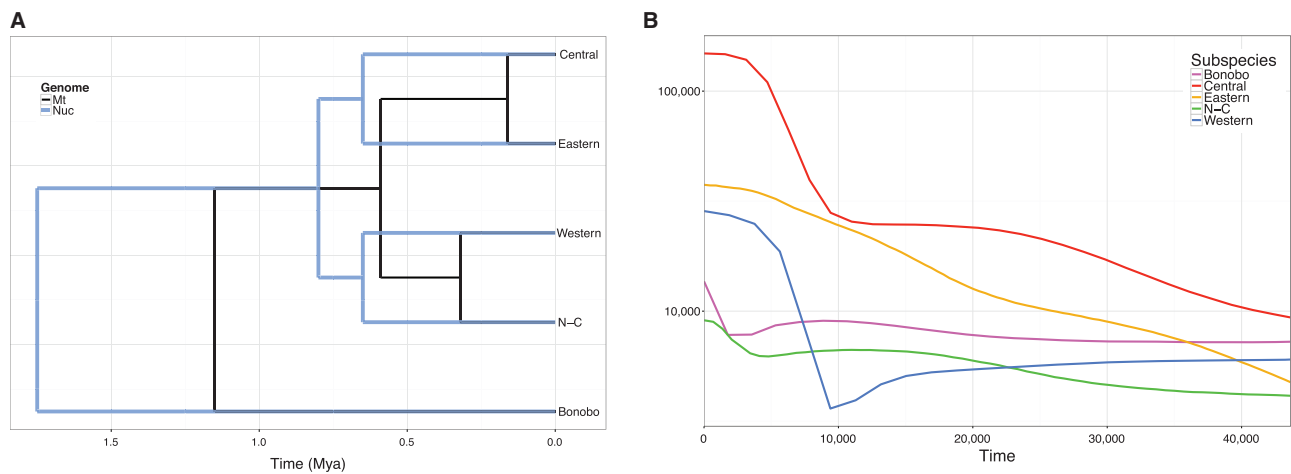 A
Genome
Mt
Nuc
Central
Eastern
Western
N−C
Bonobo
1.5
1.0
0.5
0.0
Time (Mya)
B
100,000
10,000
Subspecies
Bonobo
Central
Eastern
N−C
Western
0
10,000
20,000
30,000
40,000
Time